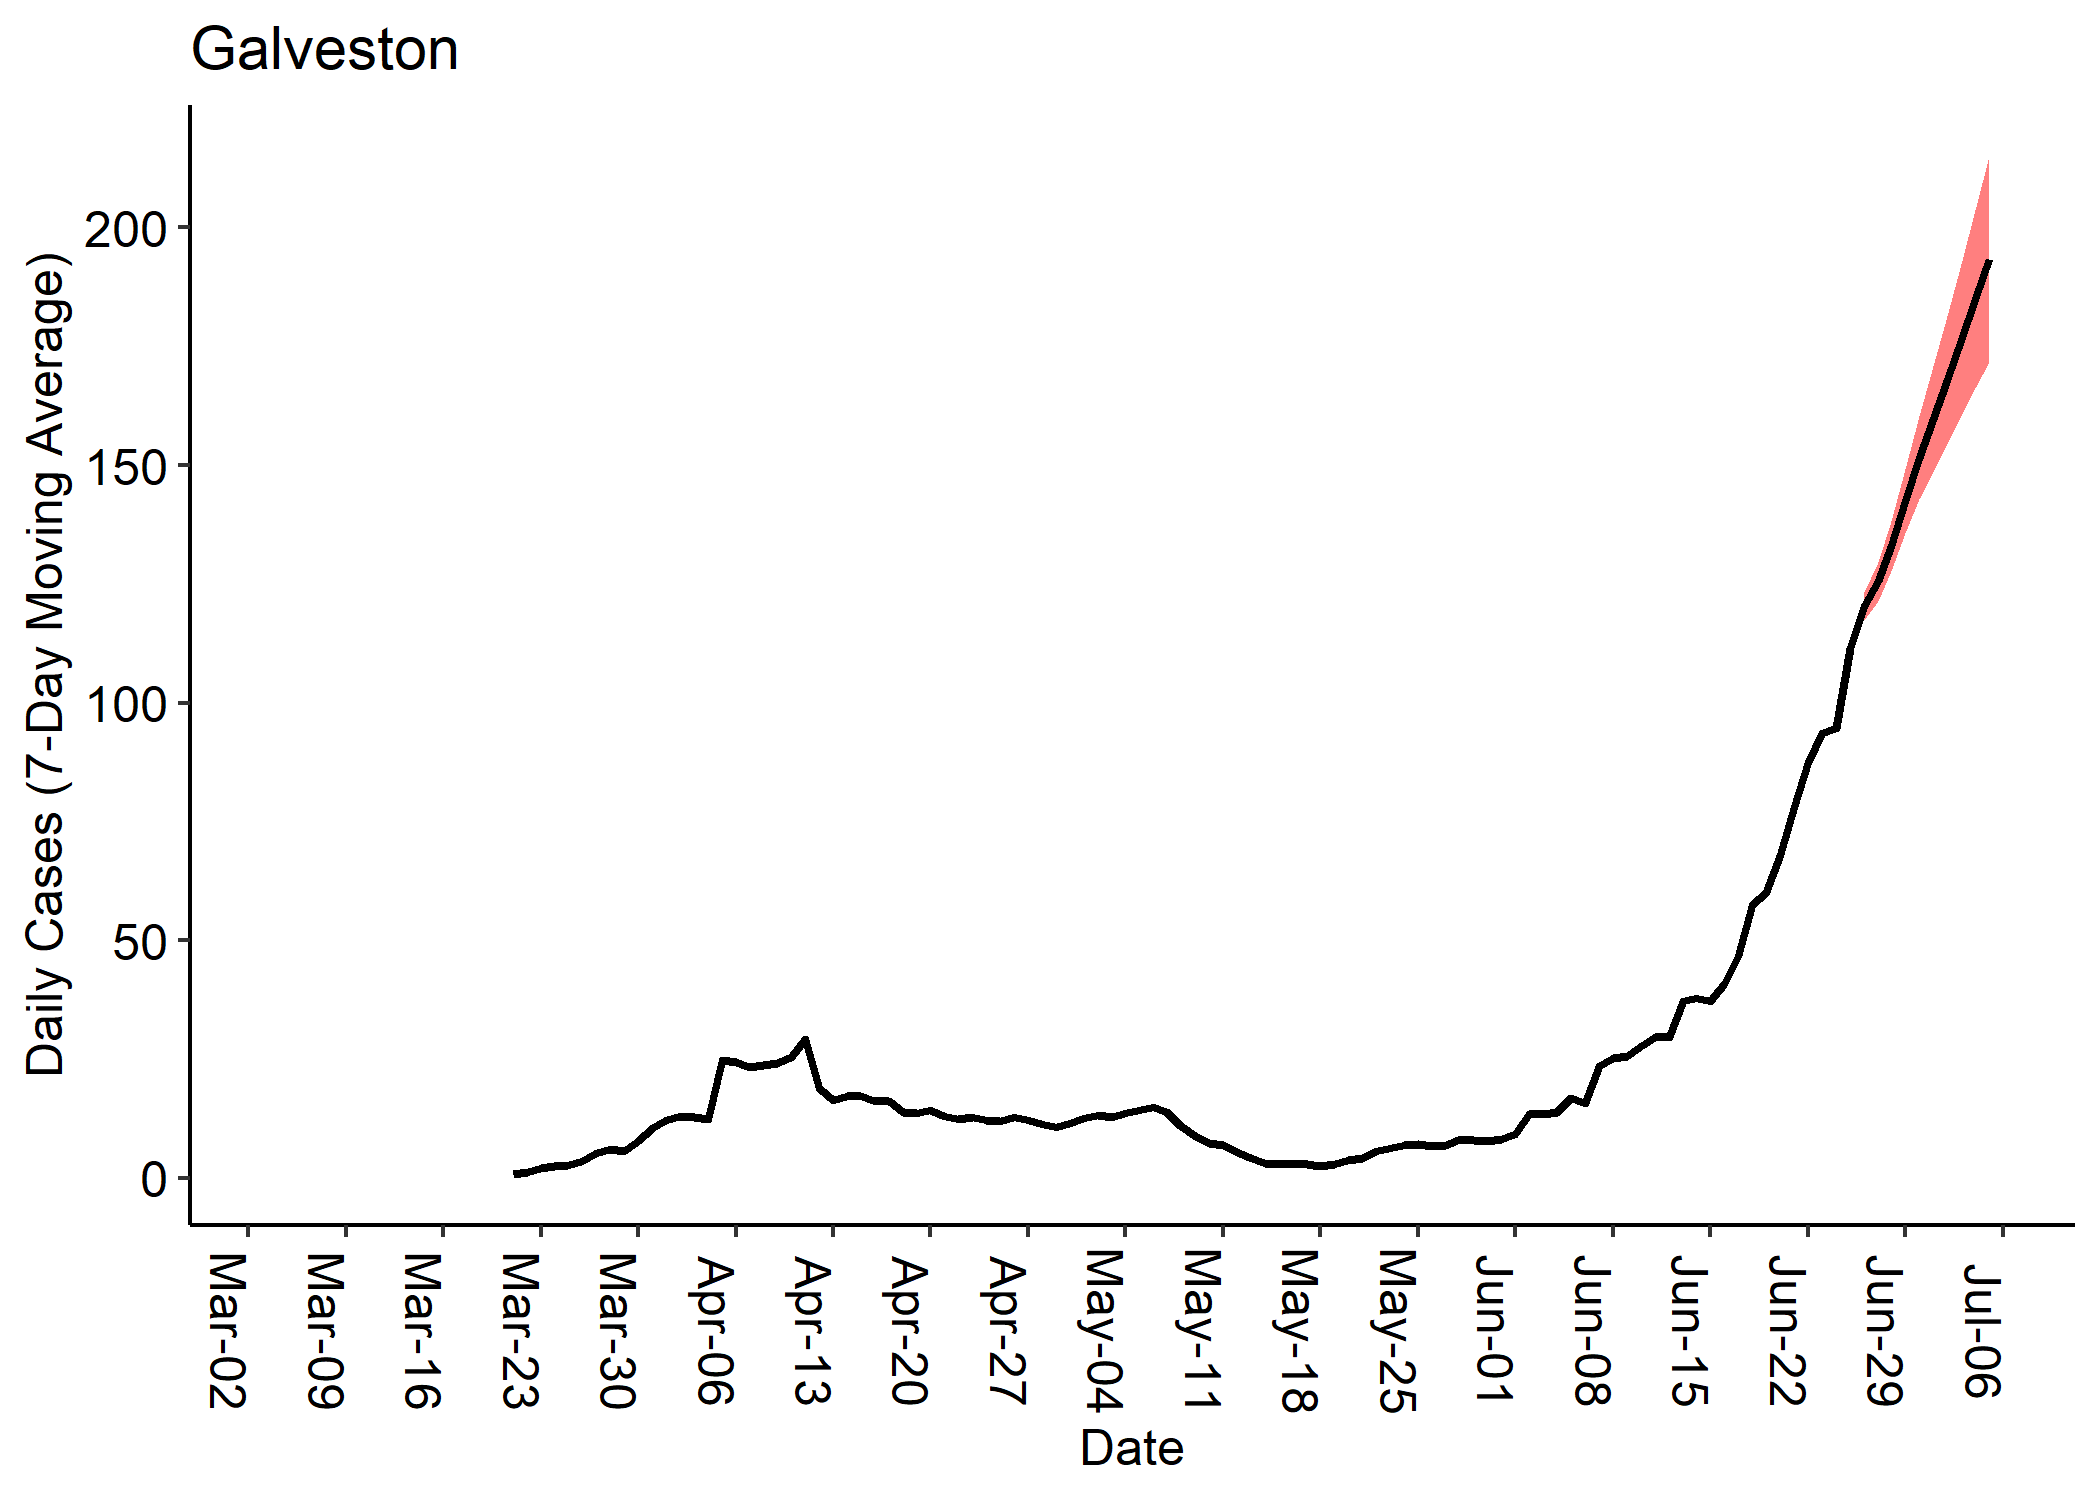 Galveston
Daily Cases (7-Day Moving Average)
200
150
100
50
0
Mar-02
Mar-09
Mar-16
Mar-23
Mar-30
Apr-06
Apr-13
Apr-20
Apr-27
May-04
May-11
May-18
May-25
Jun-01
Jun-08
Jun-15
Jun-22
Jun-29
Jul-06
Date